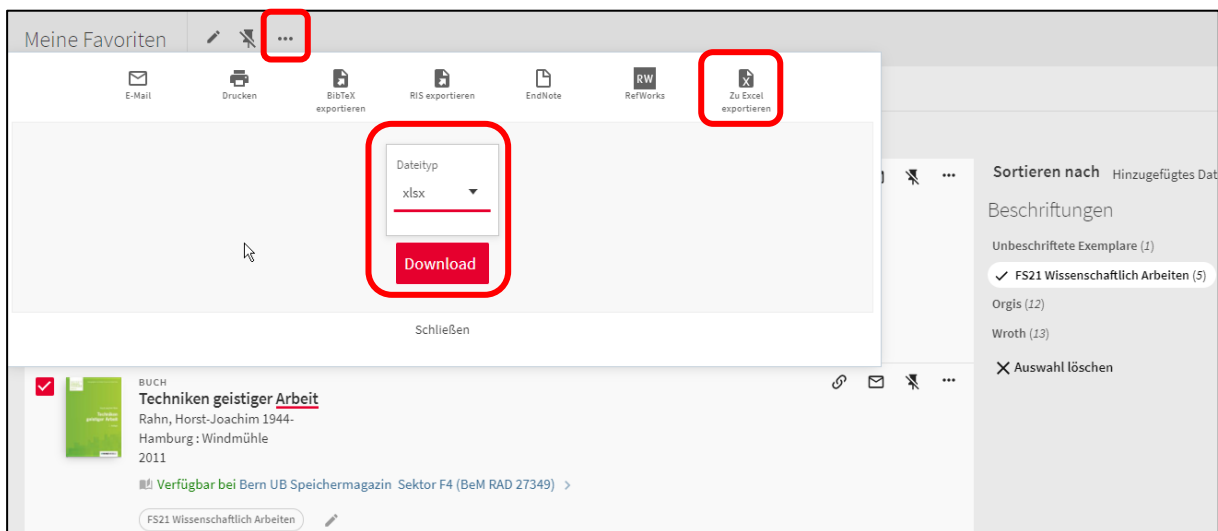 Meine Favoriten
E-Mail
Drucken
BibTeX
exportieren
RIS exportieren
EndNote
RW
RefWorks
Zu Excel
exportieren
Dateityp
xlsx
Download
Schließen
Sortieren nach Hinzugefügtes Dat
Beschriftungen
Unbeschriftete Exemplare (1)
FS21 Wissenschaftlich Arbeiten (5)
Orgis (12)
Wroth (13)
Auswahl löschen
BUCH
Techniken geistiger Arbeit
Rahn, Horst-Joachim 1944-
Hamburg : Windmühle
2011
Verfügbar bei Bern UB Speichermagazin Sektor F4 (BeM RAD 27349)
FS21 Wissenschaftlich Arbeiten